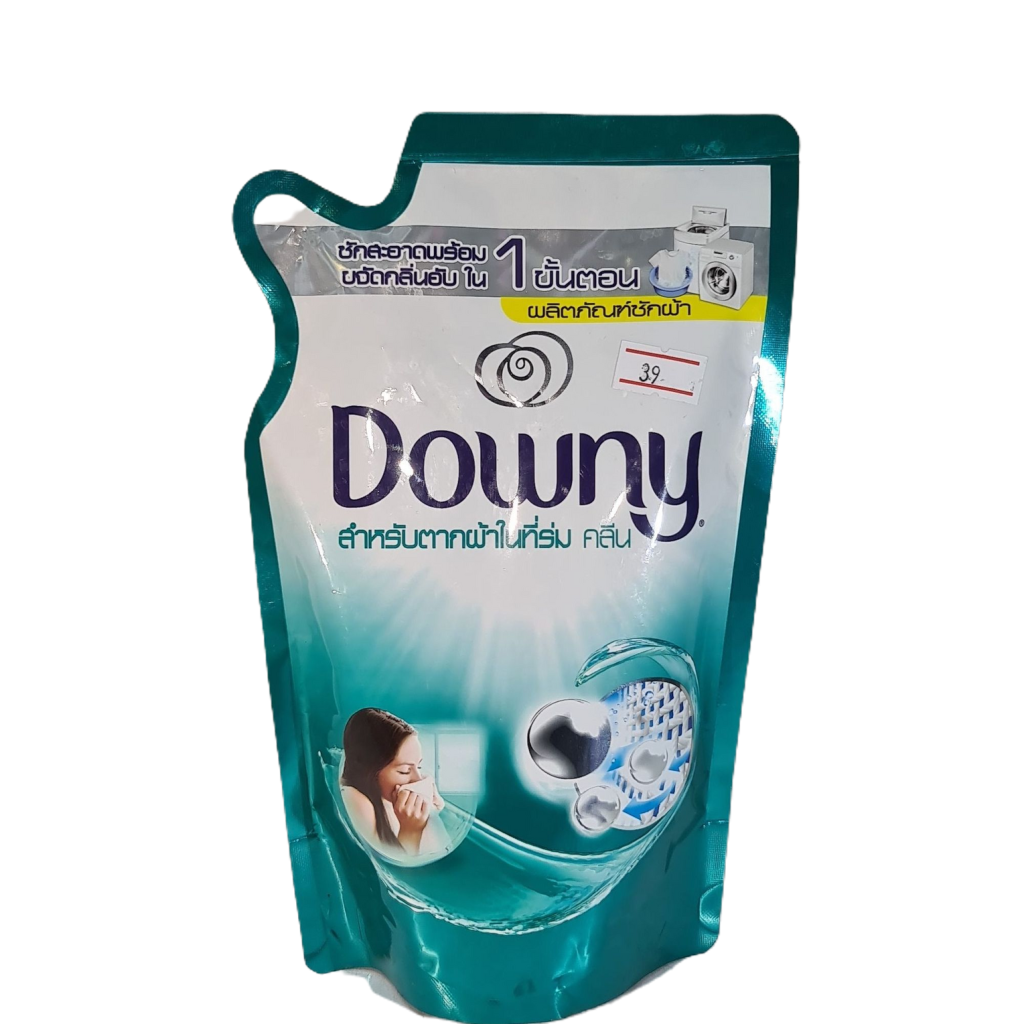 ซักสะอาดพร้อม
ขจัดกลิ่นอับ ใน 1 ขั้นตอน
ผลิตภัณฑ์ซักผ้า
39.-
Downy®
สำหรับตากผ้าในที่ร่ม คลีน